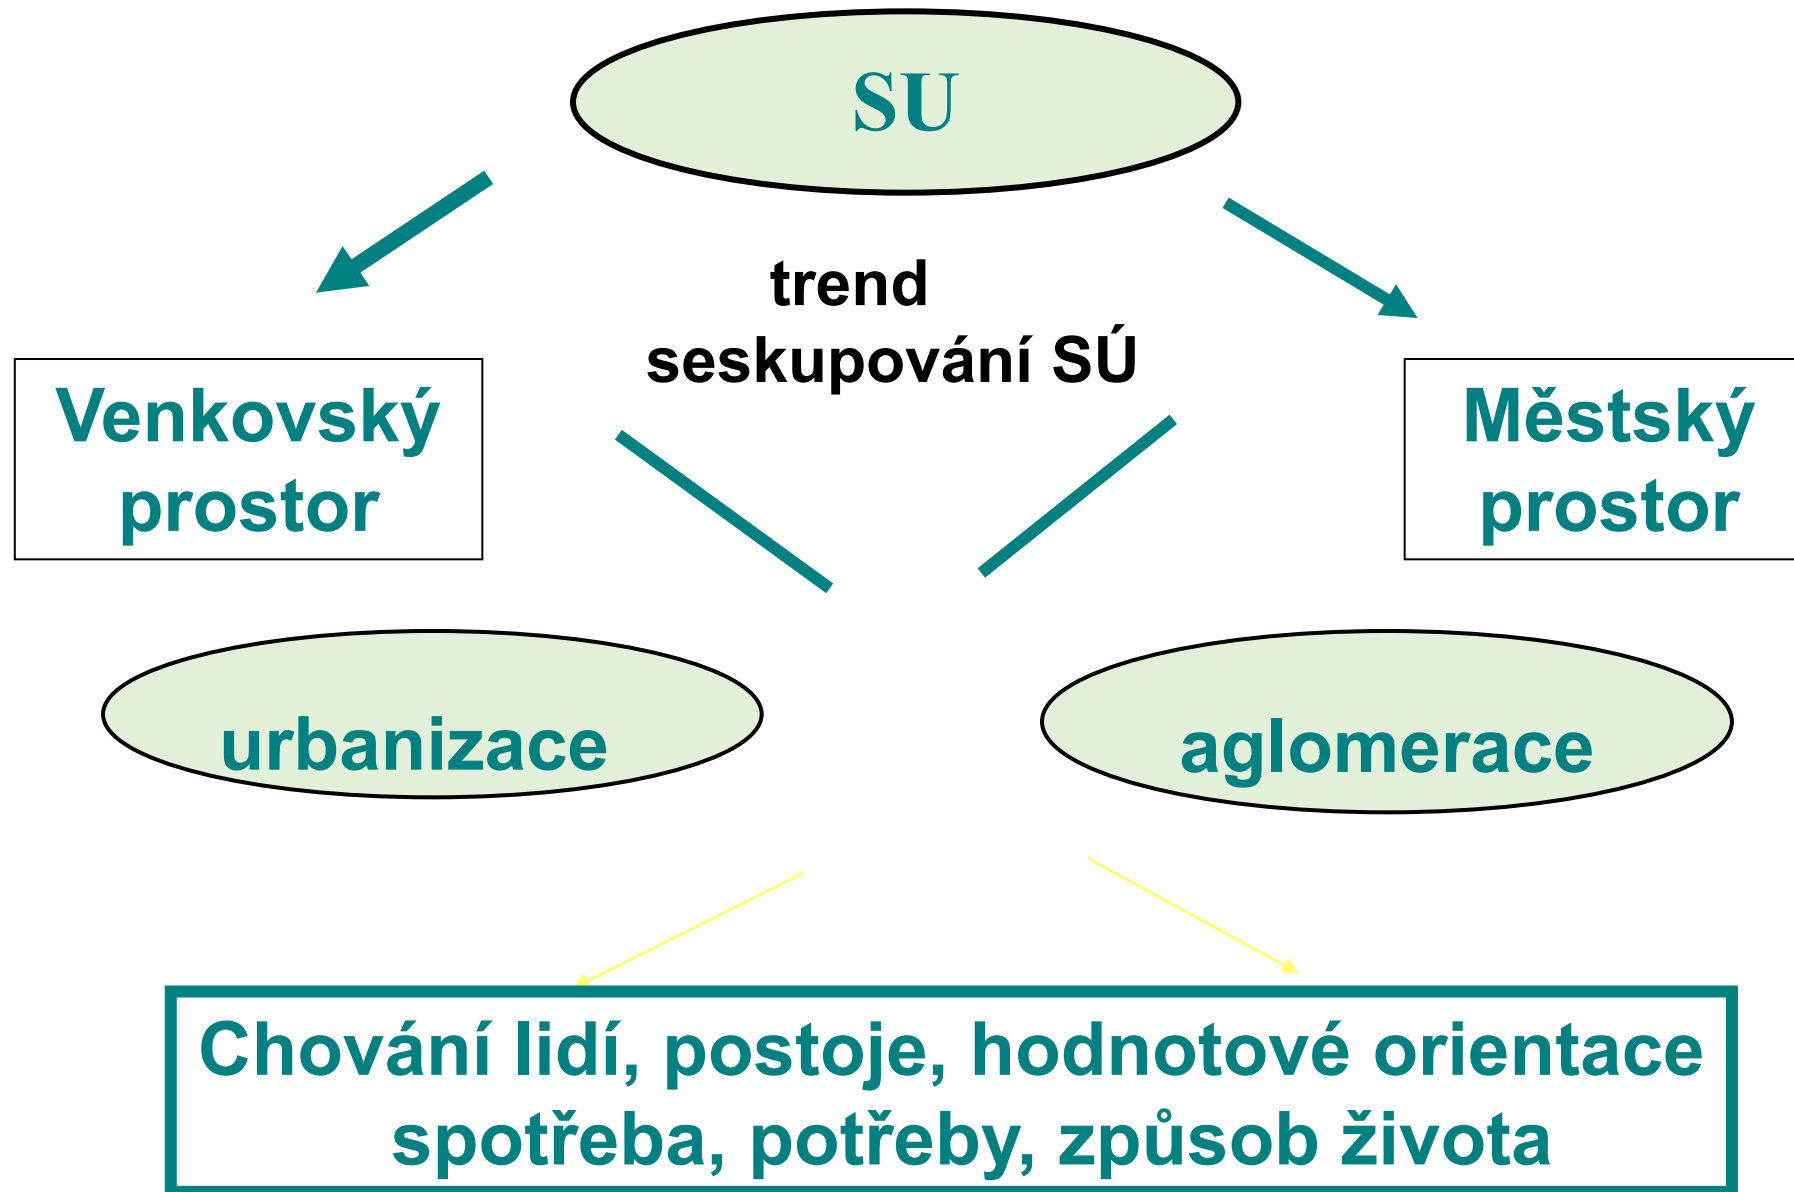 SU
trend
seskupování SÚ
Venkovský
prostor
Městský
prostor
urbanizace
aglomerace
Chování lidí, postoje, hodnotové orientace
spotřeba, potřeby, způsob života